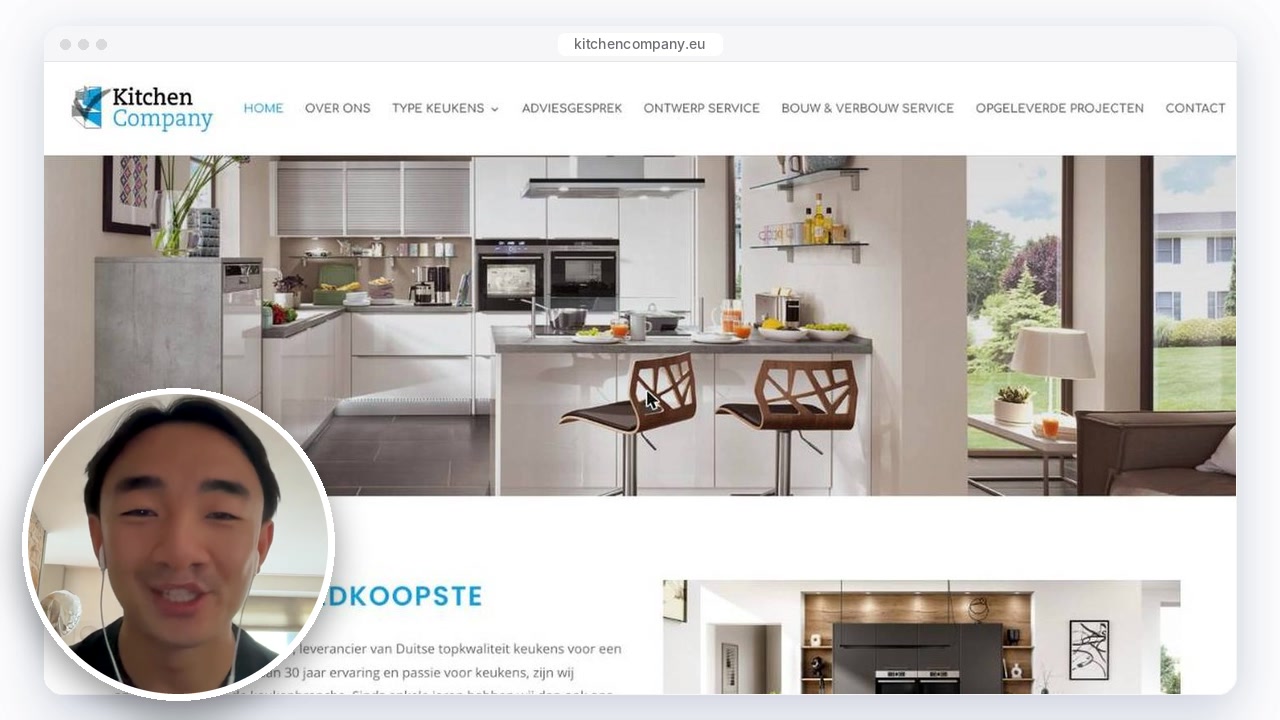 kitchencompany.eu
Kitchen
Company
HOME OVER ONS TYPE KEUKENS ADVIESGESPREK ONTWERP SERVICE BOUW & VERBOUW SERVICE OPGELEVERDE PROJECTEN CONTACT
DKOOPSTE
leverancier van Duitse topkwaliteit keukens voor een
30 jaar ervaring en passie voor keukens, zijn wij